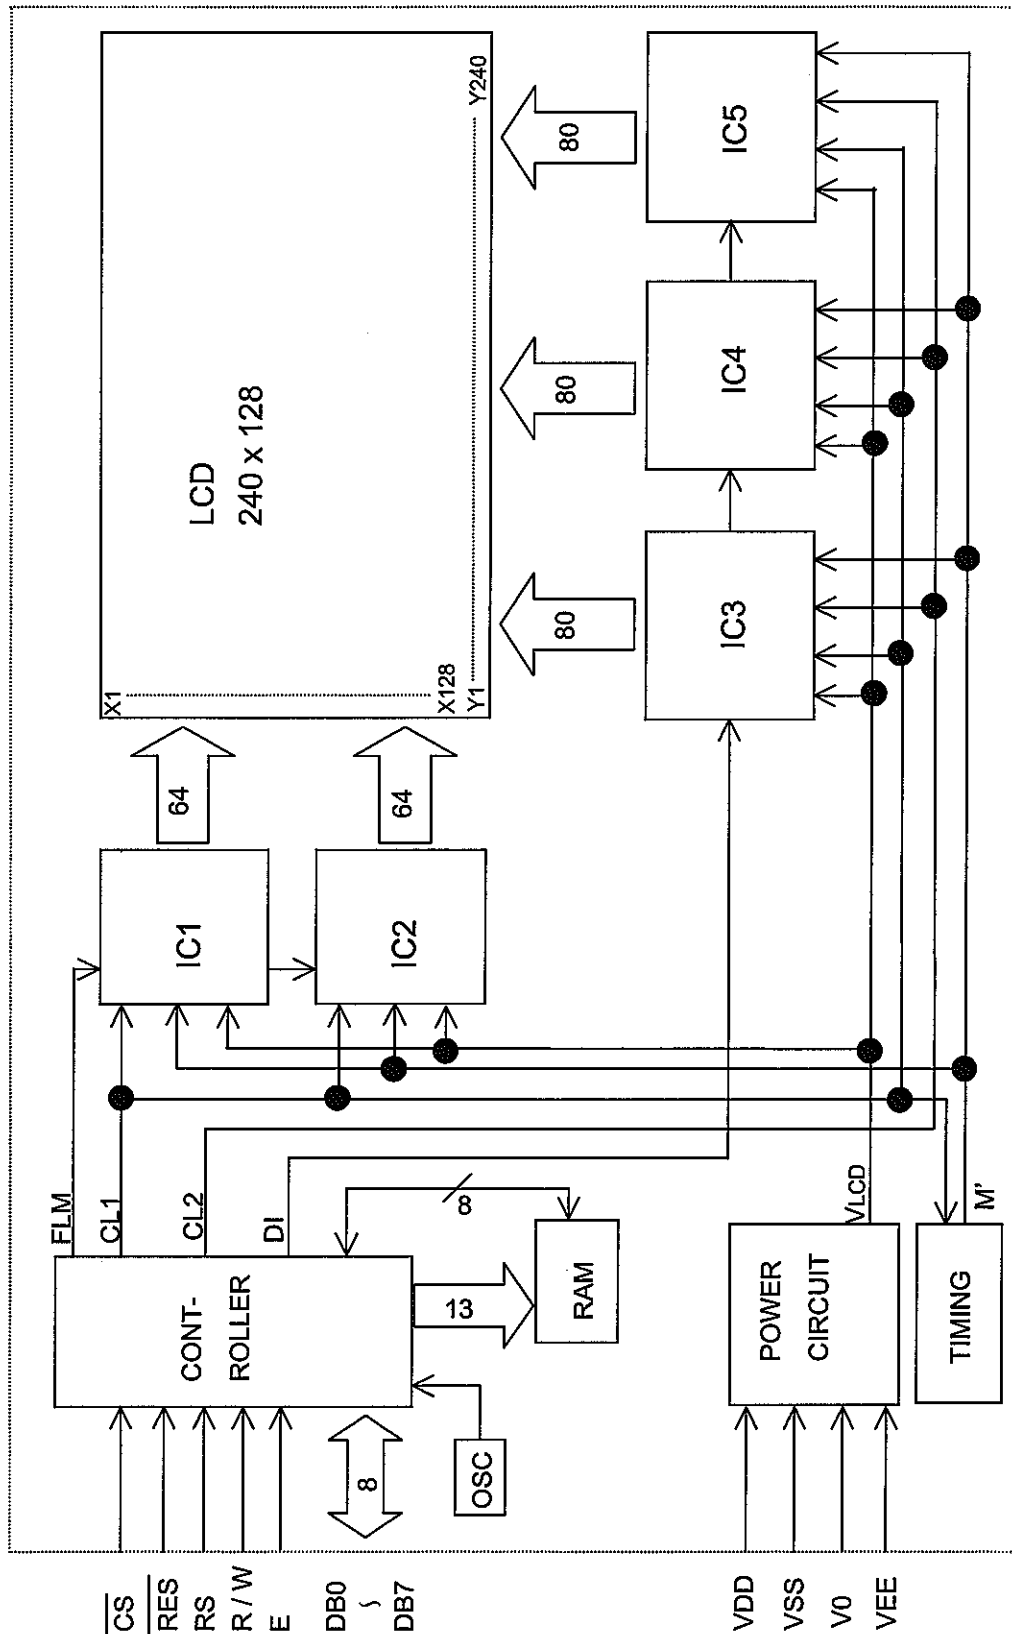 CS
RES
RS
R / W
E
DB0
~
DB7
VDD
VSS
V0
VEE
8
OSC
CONT-
ROLLER
13
RAM
8
FLM
CL1
CL2
DI
POWER
CIRCUIT
VLCD
TIMING
M'
IC1
IC2
64
64
X1
X128
Y1
Y240
LCD
240 x 128
80
80
80
IC3
IC4
IC5